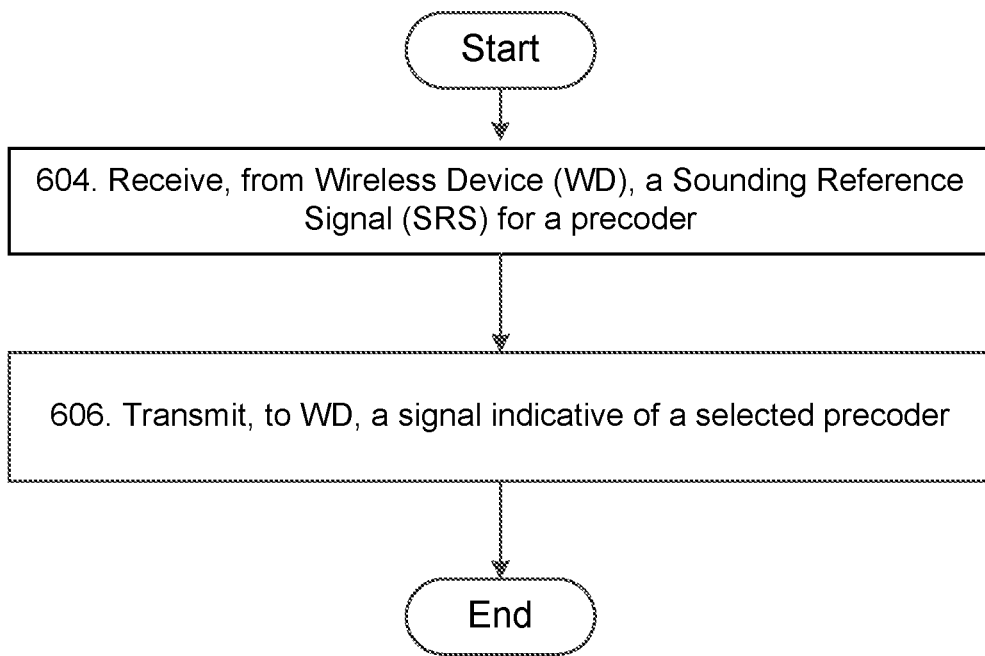 Start
604. Receive, from Wireless Device (WD), a Sounding Reference
Signal (SRS) for a precoder
606. Transmit, to WD, a signal indicative of a selected precoder
End